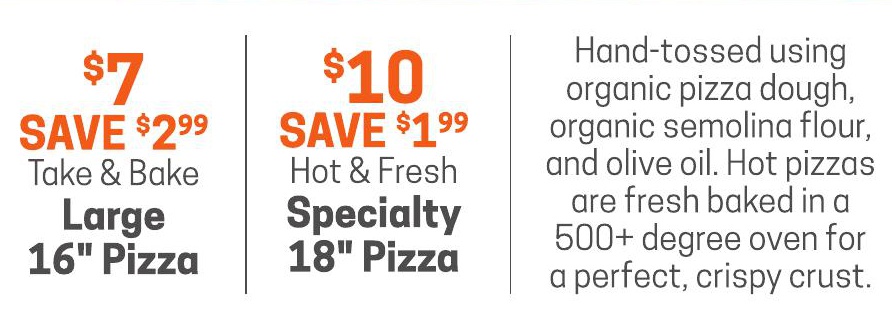 $7
SAVE $2.99
Take & Bake
Large
16" Pizza
$10
SAVE $1.99
Hot & Fresh
Specialty
18" Pizza
Hand-tossed using
organic pizza dough,
organic semolina flour,
and olive oil. Hot pizzas
are fresh baked in a
500+ degree oven for
a perfect, crispy crust.